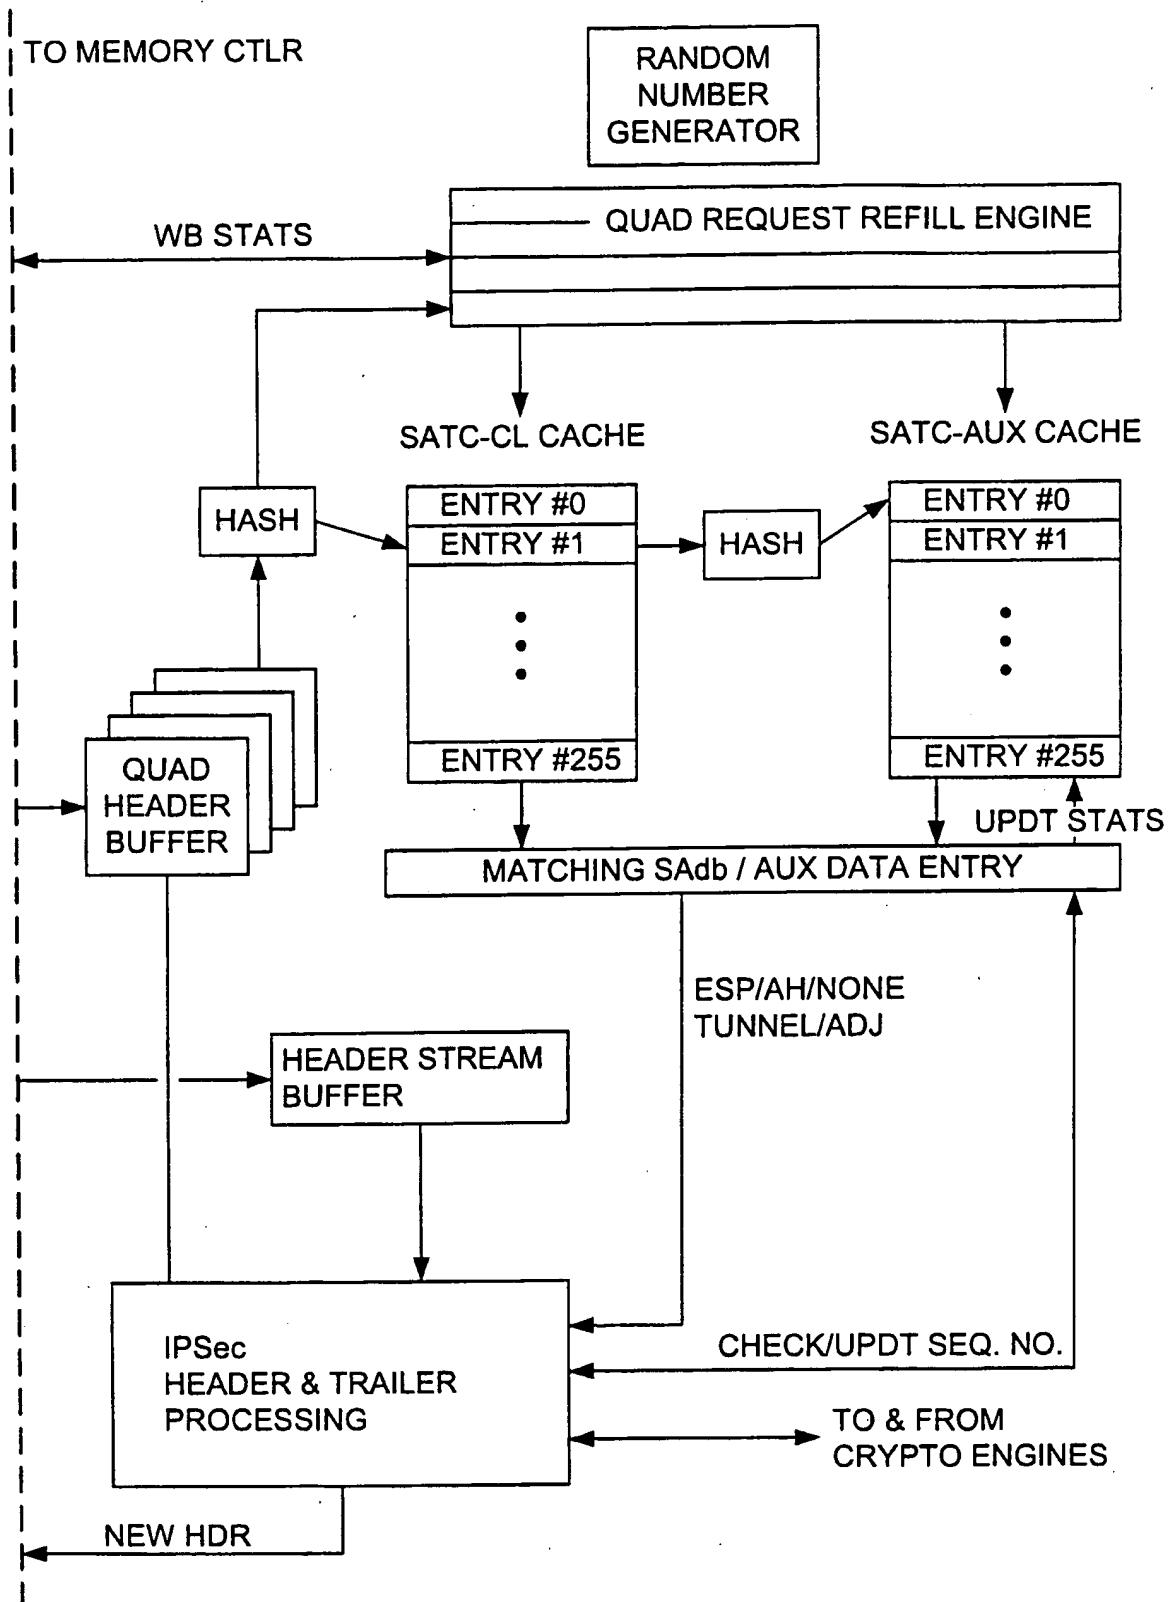 TO MEMORY CTLR
RANDOM
NUMBER
GENERATOR
WB STATS
QUAD REQUEST REFILL ENGINE
SATC-CL CACHE
SATC-AUX CACHE
HASH
ENTRY #0
ENTRY #1
ENTRY #255
HASH
ENTRY #0
ENTRY #1
ENTRY #255
QUAD
HEADER
BUFFER
UPDT STATS
MATCHING SAdb / AUX DATA ENTRY
ESP/AH/NONE
TUNNEL/ADJ
HEADER STREAM
BUFFER
IPSec
HEADER & TRAILER
PROCESSING
CHECK/UPDT SEQ. NO.
TO & FROM
CRYPTO ENGINES
NEW HDR